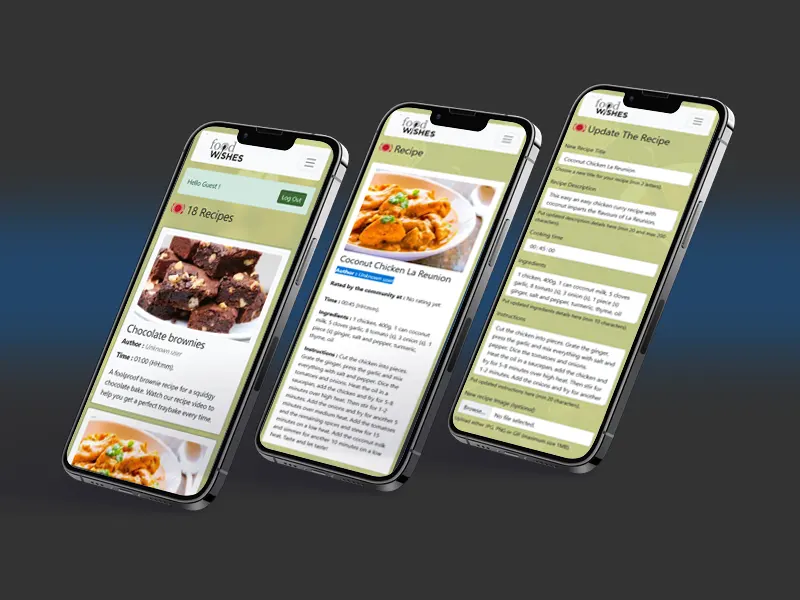 food
WISHES
Hello Guest !
Log Out
18 Recipes
Chocolate brownies
Author : Unknown user
Time : 01:00 (HH:mm).
A foolproof brownie recipe for a squidgy
chocolate bake. Watch our recipe video to
help you get a perfect traybake every time.
food
WISHES
Recipe
Coconut Chicken La Reunion
Author : Unknown user
Rated by the community at : No rating yet
Time : 00:45 (HH:mm).
Ingredients : 1 chicken, 400g, 1 can coconut
milk, 5 cloves garlic, 8 tomato (s), 3 onion (s), 1
piece (s) ginger, salt and pepper, turmeric,
thyme, oil
Instructions : Cut the chicken into pieces.
Grate the ginger, press the garlic and mix
everything with salt and pepper. Dice the
tomatoes and onions. Heat the oil in a
saucepan, add the chicken and fry for 5-8
minutes over high heat. Then stir for 1-2
minutes. Add the onions and fry for another 5
minutes over medium heat. Add the tomatoes
and the remaining spices and stew for 15
minutes on a low heat. Add the coconut milk
and simmer for another 10 minutes on a low
heat. Taste and let taste!
food
WISHES
Update The Recipe
New Recipe Title
Coconut Chicken La Reunion
Choose a new title for your recipe (min 2 letters).
Recipe Description
This easy an easy chicken curry recipe with
coconut imparts the flavours of La Reunion.
Put updated description details here (min 20 and max 200
characters).
Cooking time
00 : 45 : 00
Ingredients
1 chicken, 400g, 1 can coconut milk, 5 cloves
garlic, 8 tomato (s), 3 onion (s), 1 piece (s)
ginger, salt and pepper, turmeric, thyme, oil
Put updated ingredients details here (min 10 characters).
Instructions
Cut the chicken into pieces. Grate the ginger,
press the garlic and mix everything with salt
and pepper. Dice the tomatoes and onions.
Heat the oil in a saucepan, add the chicken and
fry for 5-8 minutes over high heat. Then stir for
1-2 minutes. Add the onions and fry for another
Put updated instructions here (min 20 characters).
New recipe Image (optional)
Browse... No file selected.
Upload either JPG, PNG or GIF (maximum size 1MB).